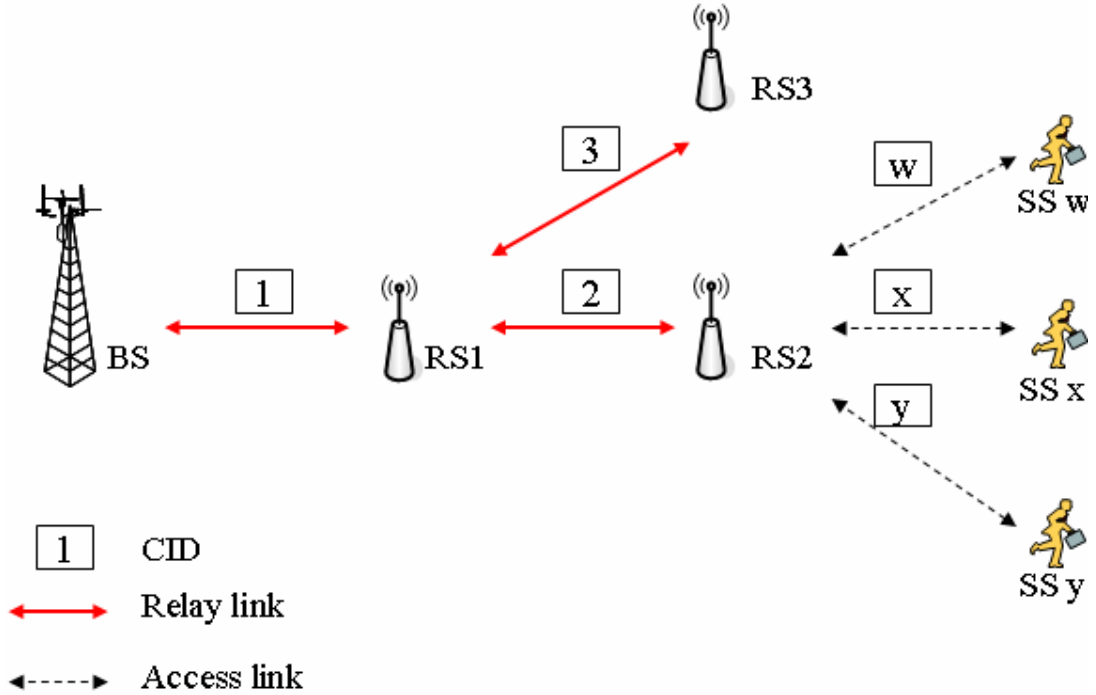 RS3
3
w
SS w
1
2
x
BS
RS1
RS2
SS x
y
SS y
1 CID
Relay link
Access link